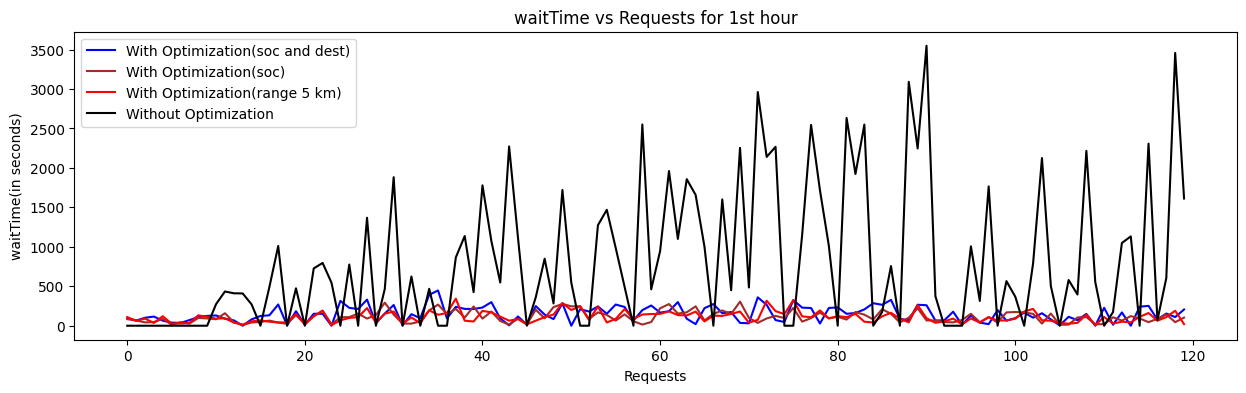 waitTime vs Requests for 1st hour
With Optimization(soc and dest)
With Optimization(soc)
With Optimization(range 5 km)
Without Optimization
waitTime(in seconds)
3500
3000
2500
2000
1500
1000
500
0
0 20 40 60 80 100 120
Requests